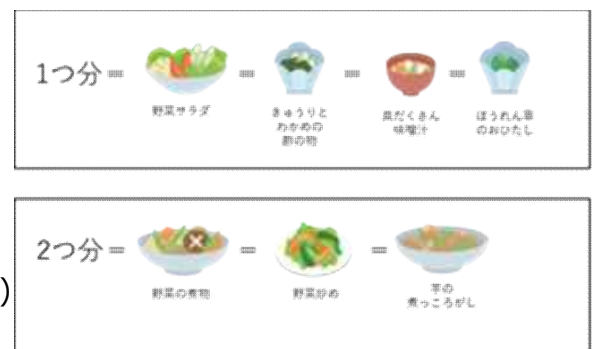 1つ分＝
＝
＝
＝
野菜サラダ
きゅうりと
わかめの
酢の物
具だくさん
味噌汁
ほうれん草
のおひたし
2つ分＝
＝
＝
野菜の煮物
野菜炒め
芋の
煮っころがし
)